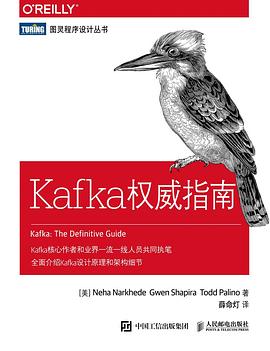 O'REILLY®
TURING 图灵程序设计丛书
Kafka权威指南
Kafka: The Definitive Guide
Kafka核心作者和业界一流一线人员共同执笔
全面介绍Kafka设计原理和架构细节
[美] Neha Narkhede Gwen Shapira Todd Palino 著
薛命灯 译
中国工信出版集团 人民邮电出版社
POSTS & TELECOM PRESS